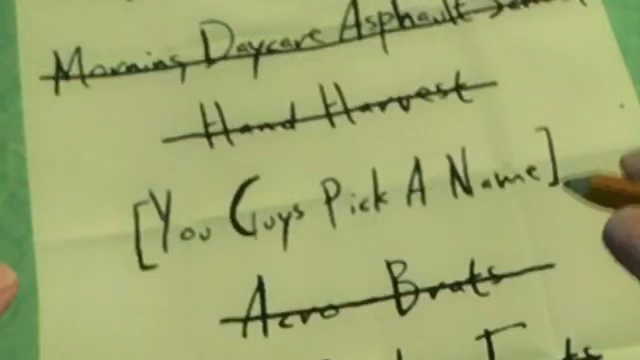 Morning Daycare Asphault
Hand Harvest
[You Guys Pick A Name]
Acro Brats